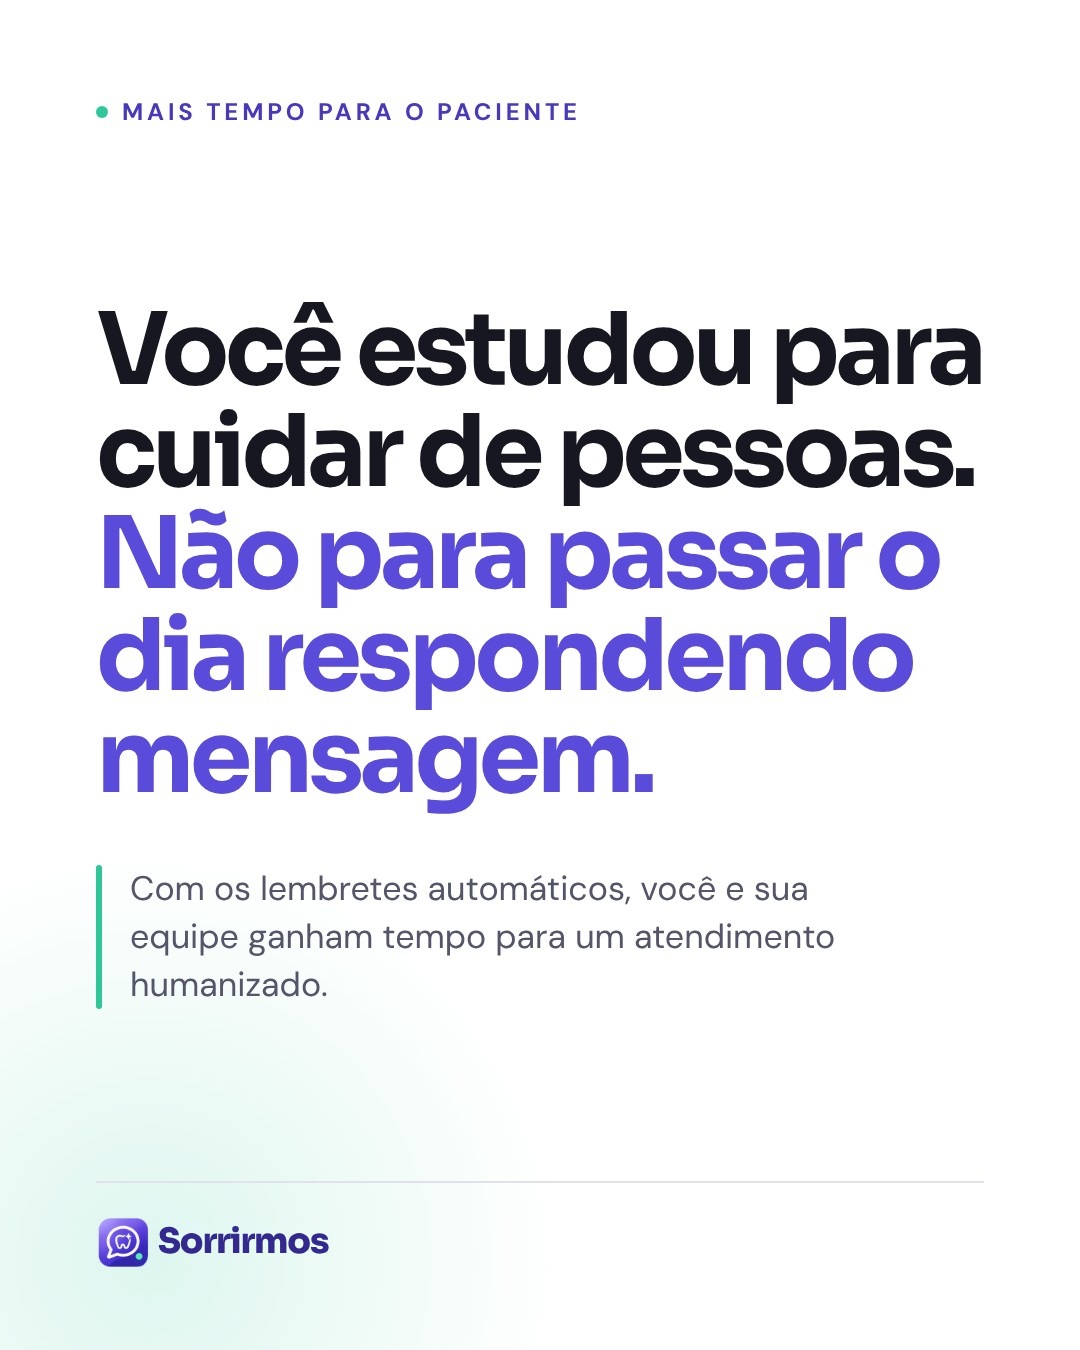 MAIS TEMPO PARA O PACIENTE
Você estudou para
cuidar de pessoas.
Não para passar o
dia respondendo
mensagem.
Com os lembretes automáticos, você e sua
equipe ganham tempo para um atendimento
humanizado.
Sorrirmos